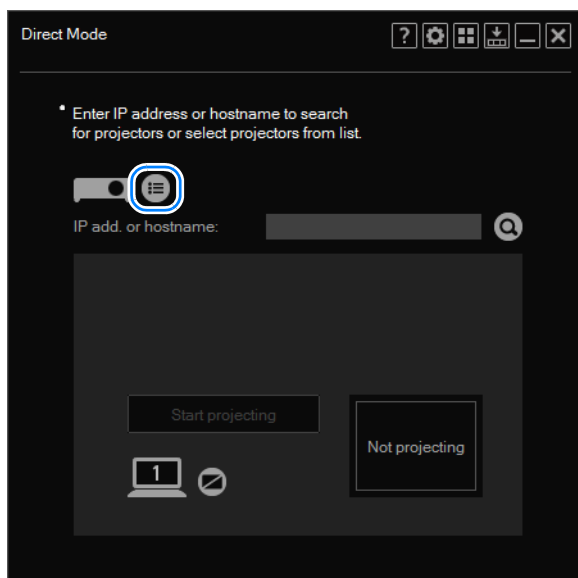 Direct Mode
?
Enter IP address or hostname to search
for projectors or select projectors from list.
IP add. or hostname:
Start projecting
Not projecting
1